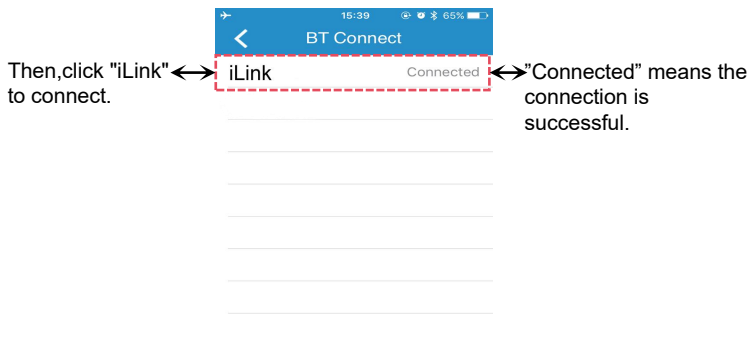 15:39 65%
BT Connect
Then,click "iLink"
to connect.
iLink
Connected
”Connected” means the
connection is
successful.